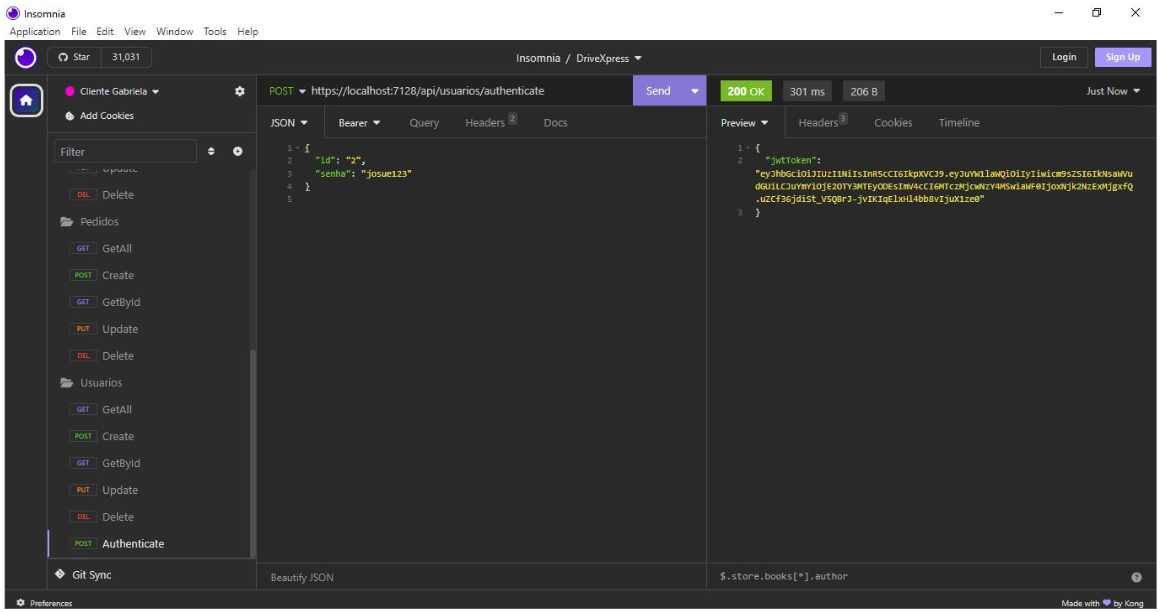 Insomnia
Application File Edit View Window Tools Help
Star 31,031
Insomnia / DriveXpress
Login Sign Up
Cliente Gabriela
Add Cookies
Filter
Update
DEL Delete
Pedidos
GET GetAll
POST Create
GET GetById
PUT Update
DEL Delete
Usuarios
GET GetAll
POST Create
GET GetById
PUT Update
DEL Delete
POST Authenticate
Git Sync
Preferences
POST https://localhost:7128/api/usuarios/authenticate Send
JSON Bearer Query Headers 2 Docs
1 {
2 "id": "2",
3 "senha": "josue123"
4 }
5
Beautify JSON
200 OK 301 ms 206 B Just Now
Preview Headers 3 Cookies Timeline
1 {
2 "jwtToken":
3 }
$.store.books[*].author
Made with by Kong